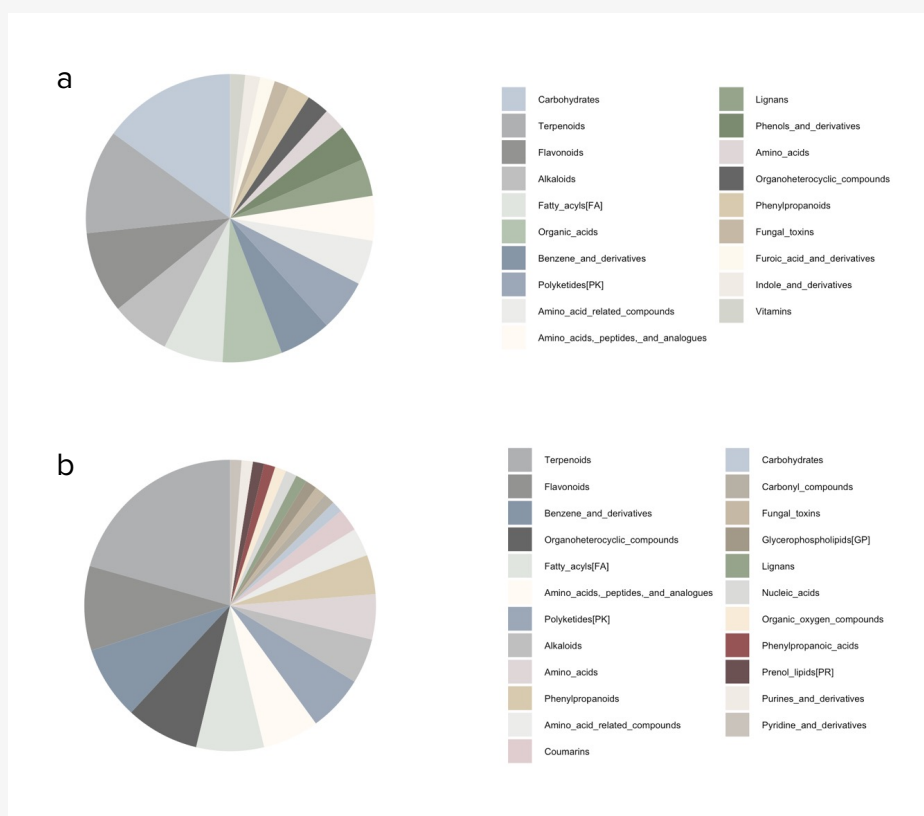 a
Carbohydrates
Terpenoids
Flavonoids
Alkaloids
Fatty_acyls[FA]
Organic_acids
Benzene_and_derivatives
Polyketides[PK]
Amino_acid_related_compounds
Amino_acids,_peptides,_and_analogues
Lignans
Phenols_and_derivatives
Amino_acids
Organoheterocyclic_compounds
Phenylpropanoids
Fungal_toxins
Furoic_acid_and_derivatives
Indole_and_derivatives
Vitamins
b
Terpenoids
Flavonoids
Benzene_and_derivatives
Organoheterocyclic_compounds
Fatty_acyls[FA]
Amino_acids,_peptides,_and_analogues
Polyketides[PK]
Alkaloids
Amino_acids
Phenylpropanoids
Amino_acid_related_compounds
Coumarins
Carbohydrates
Carbonyl_compounds
Fungal_toxins
Glycerophospholipids[GP]
Lignans
Nucleic_acids
Organic_oxygen_compounds
Phenylpropanoic_acids
Prenol_lipids[PR]
Purines_and_derivatives
Pyridine_and_derivatives